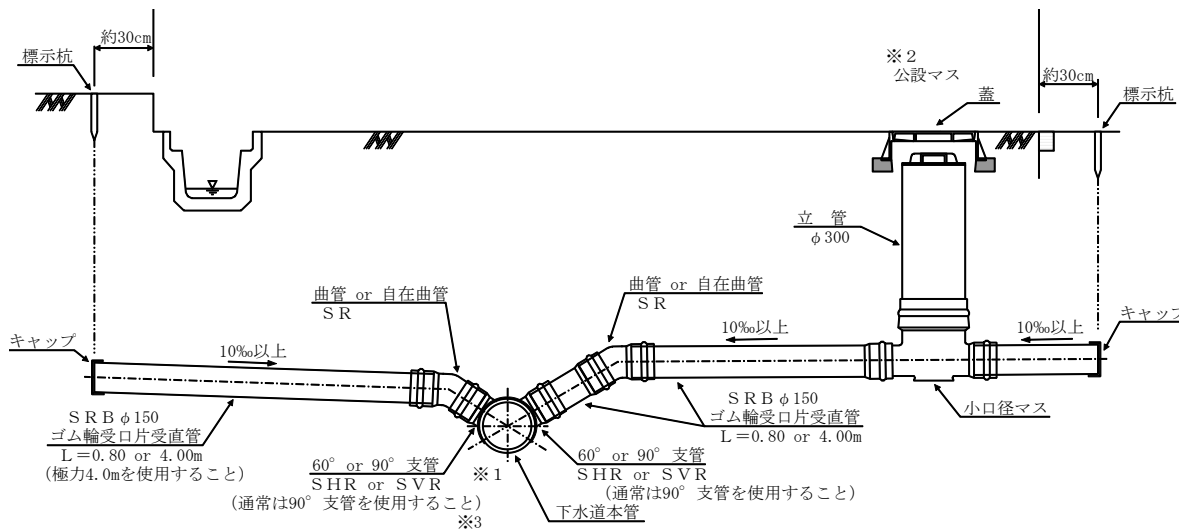 約30cm
標示杭
※2
公設マス
蓋
約30cm
標示杭
立 管
φ300
曲管 or 自在曲管
SR
曲管 or 自在曲管
SR
キャップ
10‰以上
10‰以上
10‰以上
キャップ
SRBφ150
ゴム輪受口片受直管
L=0.80 or 4.00m
(極力4.0mを使用すること)
SRBφ150
ゴム輪受口片受直管
L=0.80 or 4.00m
小口径マス
60° or 90° 支管
SHR or SVR
(通常は90° 支管を使用すること)
※3
※1
60° or 90° 支管
SHR or SVR
(通常は90° 支管を使用すること)
下水道本管